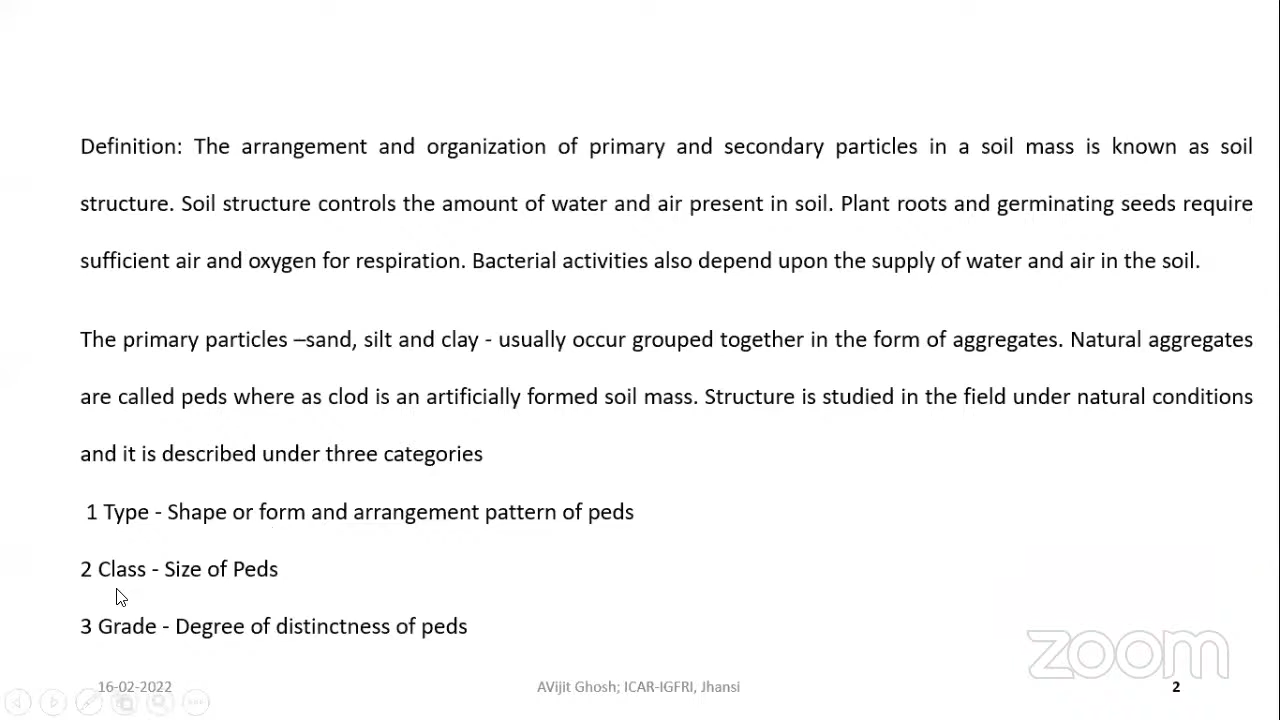 Definition: The arrangement and organization of primary and secondary particles in a soil mass is known as soil
structure. Soil structure controls the amount of water and air present in soil. Plant roots and germinating seeds require
sufficient air and oxygen for respiration. Bacterial activities also depend upon the supply of water and air in the soil.
The primary particles –sand, silt and clay - usually occur grouped together in the form of aggregates. Natural aggregates
are called peds where as clod is an artificially formed soil mass. Structure is studied in the field under natural conditions
and it is described under three categories
1 Type - Shape or form and arrangement pattern of peds
2 Class - Size of Peds
3 Grade - Degree of distinctness of peds
zoom
16-02-2022 AVijit Ghosh; ICAR-IGFRI, Jhansi 2